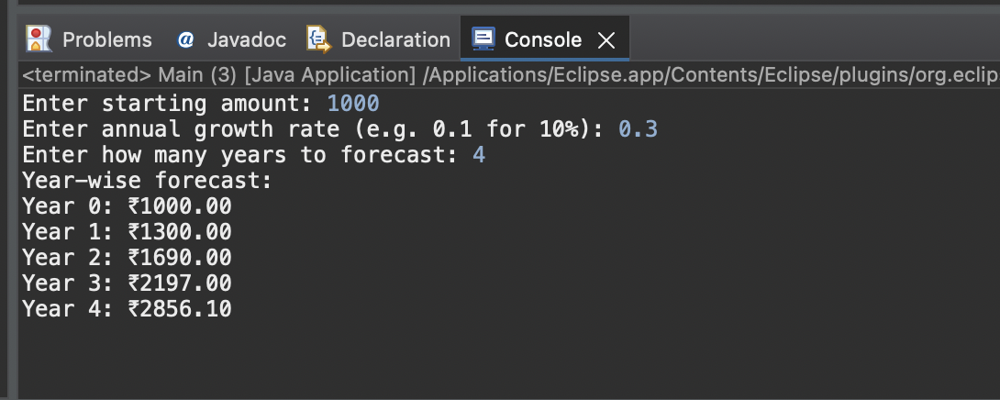 Problems @ Javadoc Declaration Console
<terminated> Main (3) [Java Application] /Applications/Eclipse.app/Contents/Eclipse/plugins/org.eclip
Enter starting amount: 1000
Enter annual growth rate (e.g. 0.1 for 10%): 0.3
Enter how many years to forecast: 4
Year-wise forecast:
Year 0: ₹1000.00
Year 1: ₹1300.00
Year 2: ₹1690.00
Year 3: ₹2197.00
Year 4: ₹2856.10